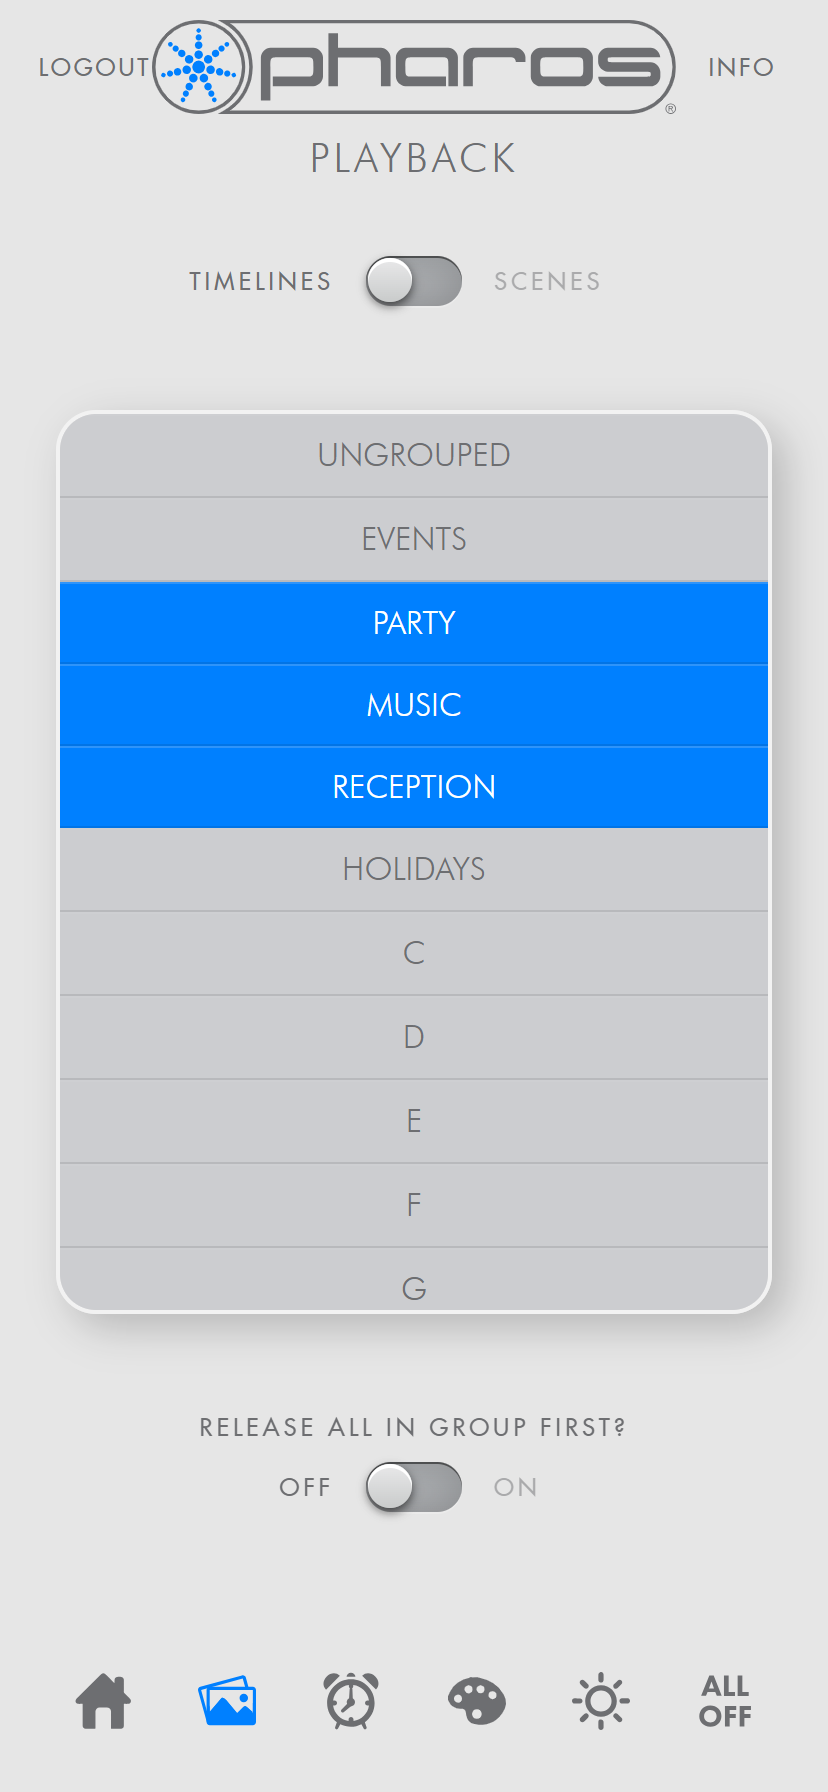 LOGOUT
pharos
®
INFO
PLAYBACK
TIMELINES
SCENES
UNGROUPED
EVENTS
PARTY
MUSIC
RECEPTION
HOLIDAYS
C
D
E
F
G
RELEASE ALL IN GROUP FIRST?
OFF
ON
ALL
OFF